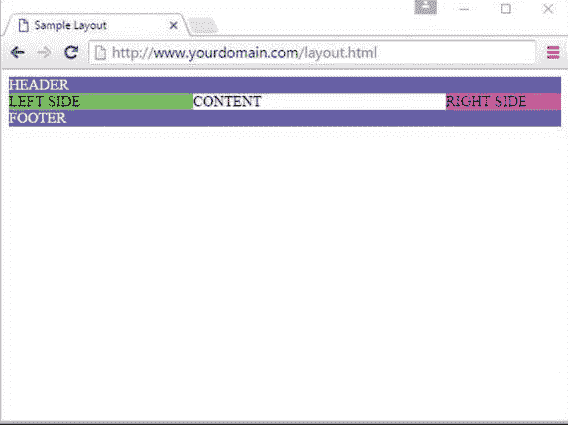 Sample Layout
http://www.yourdomain.com/layout.html
HEADER
LEFT SIDE CONTENT RIGHT SIDE
FOOTER